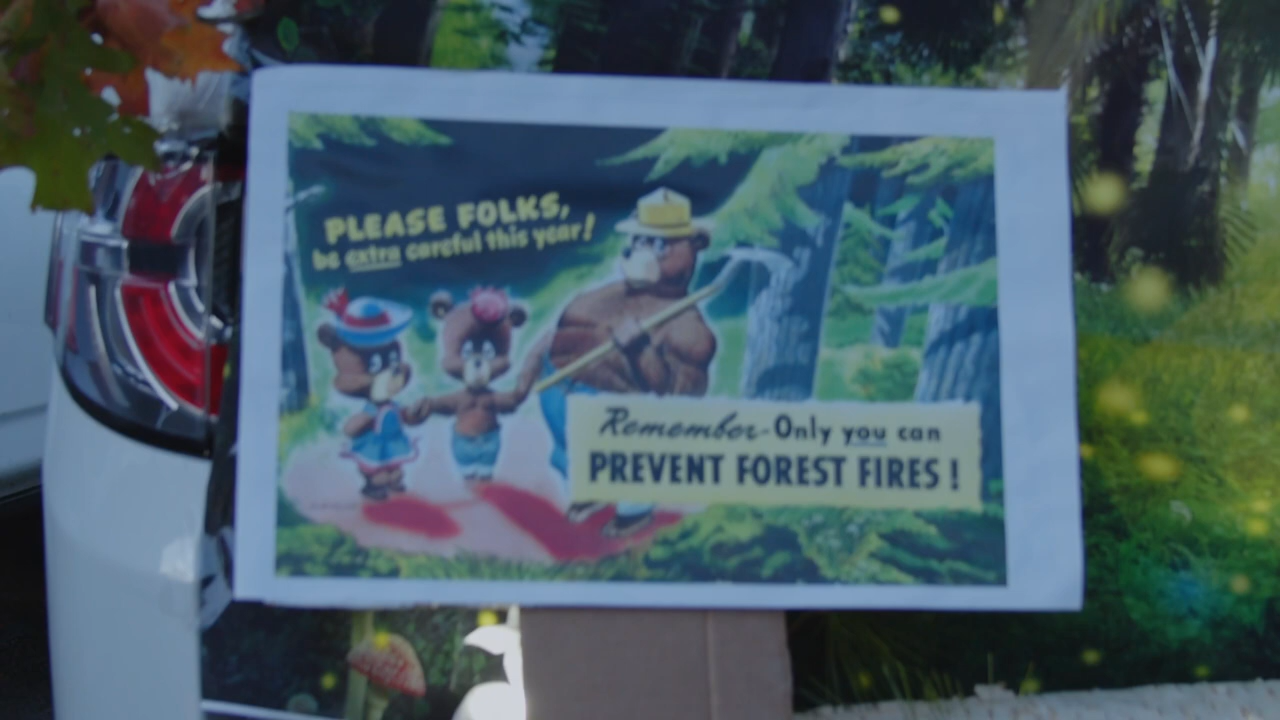 PLEASE FOLKS,
be extra careful this year!
Remember-Only you can
PREVENT FOREST FIRES!